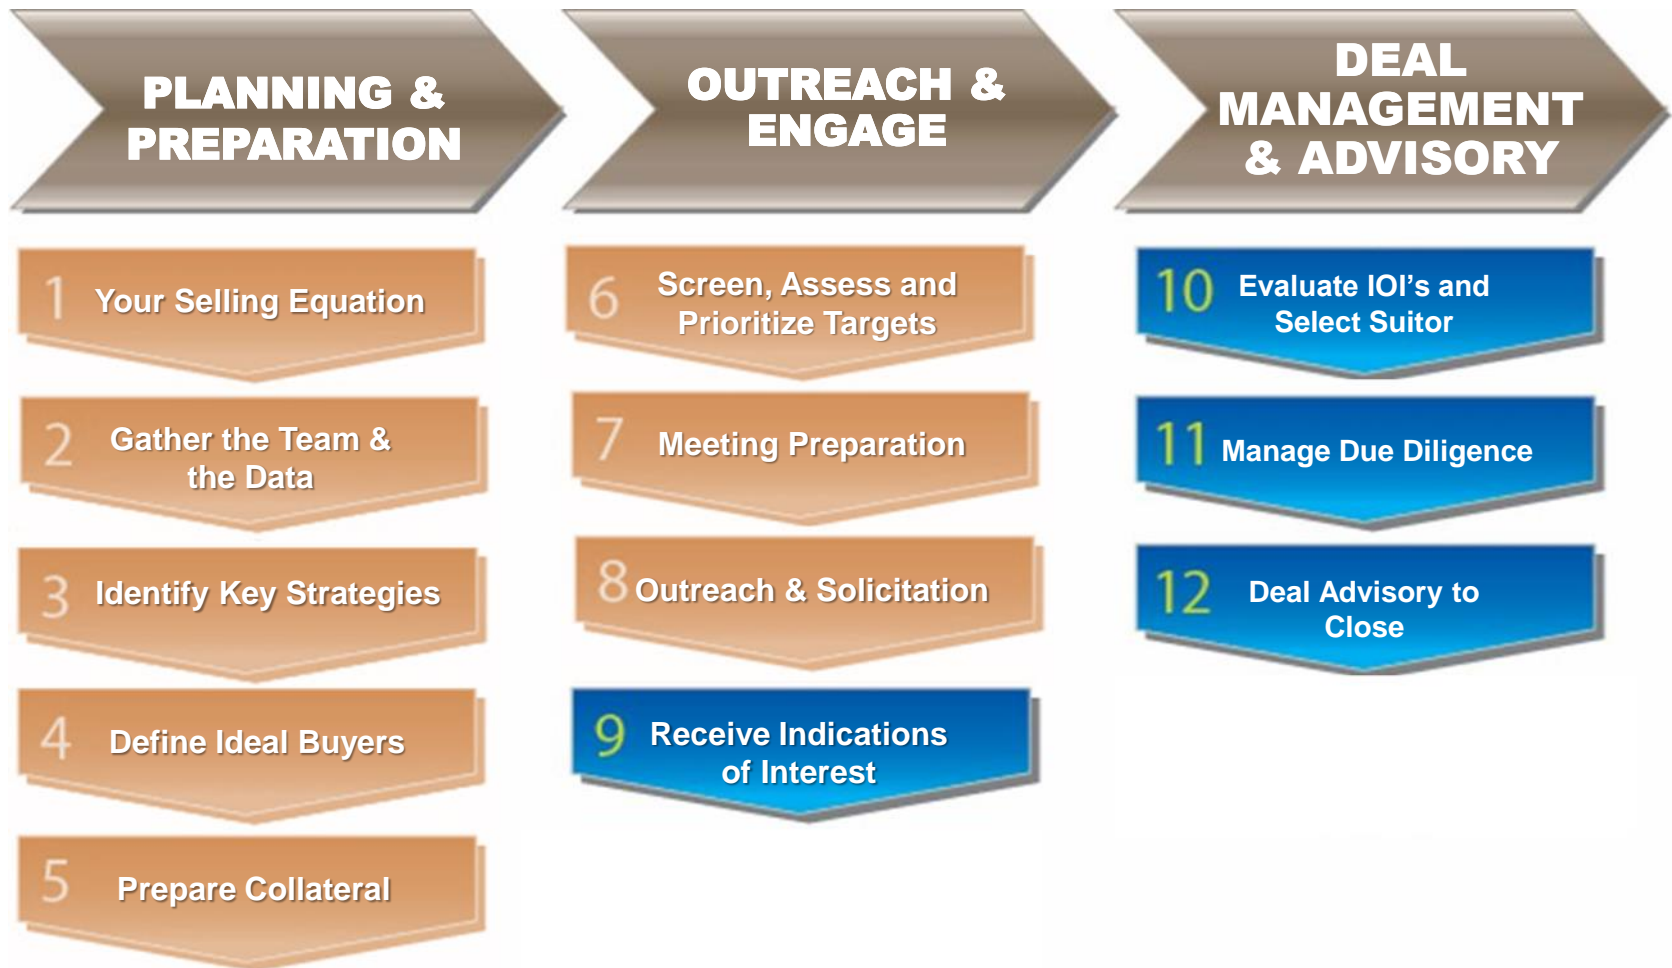 PLANNING &
PREPARATION
1 Your Selling Equation
2 Gather the Team &
the Data
3 Identify Key Strategies
4 Define Ideal Buyers
5 Prepare Collateral
OUTREACH &
ENGAGE
6 Screen, Assess and
Prioritize Targets
7 Meeting Preparation
8 Outreach & Solicitation
9 Receive Indications
of Interest
DEAL
MANAGEMENT
& ADVISORY
10 Evaluate IOI’s and
Select Suitor
11 Manage Due Diligence
12 Deal Advisory to
Close